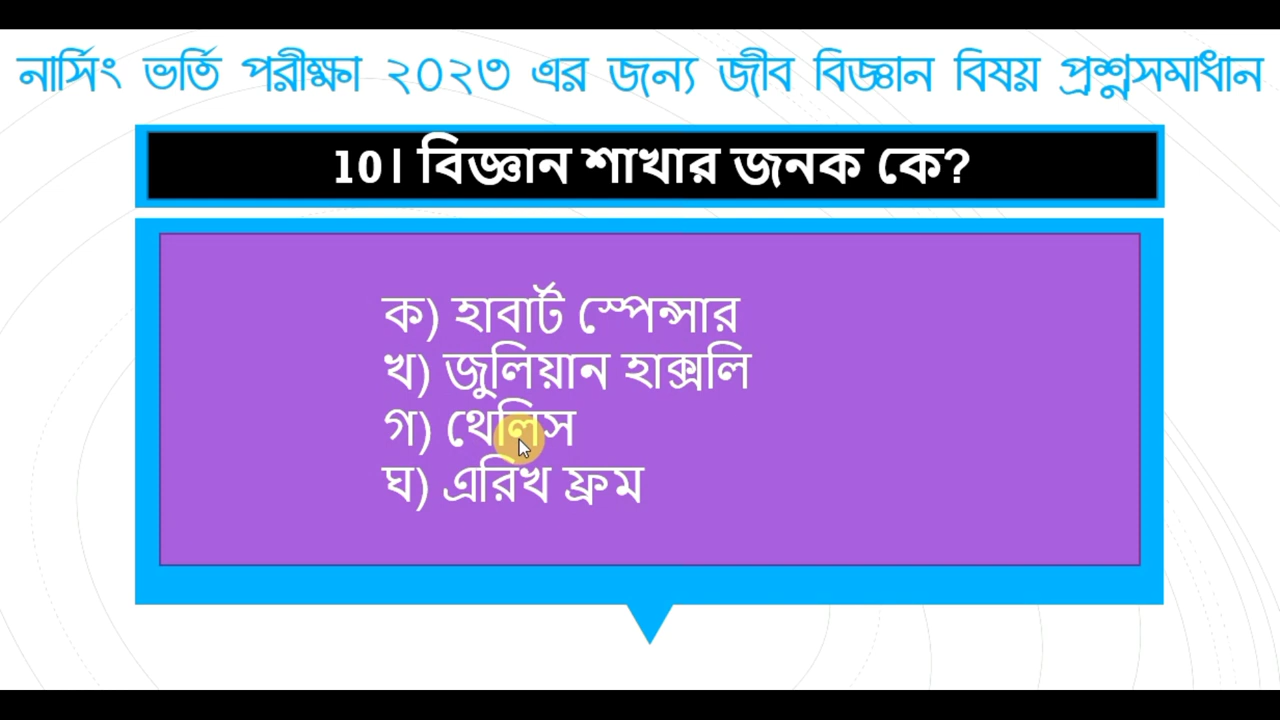 নার্সিং ভর্তি পরীক্ষা ২০২৩ এর জন্য জীব বিজ্ঞান বিষয় প্রশ্নসমাধান
10। বিজ্ঞান শাখার জনক কে?
ক) হাবার্ট স্পেন্সার
খ) জুলিয়ান হাক্সলি
গ) থেলিস
ঘ) এরিখ ফ্রম